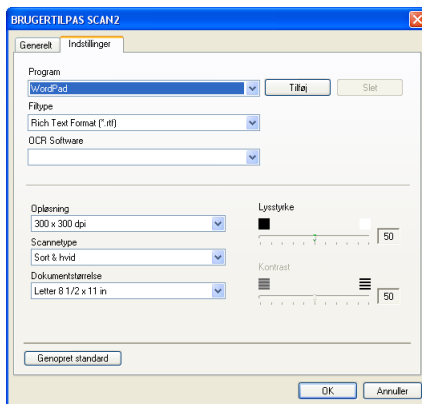 BRUGERTILPAS SCAN2
Generelt Indstillinger
Program
WordPad Tilføj Slet
Filtype
Rich Text Format (*.rtf)
OCR Software
Opløsning Lysstyrke
300 x 300 dpi
50
Scannetype
Sort & hvid
Kontrast
Dokumentstørrelse
Letter 8 1/2 x 11 in
50
Genopret standard
OK Annuller